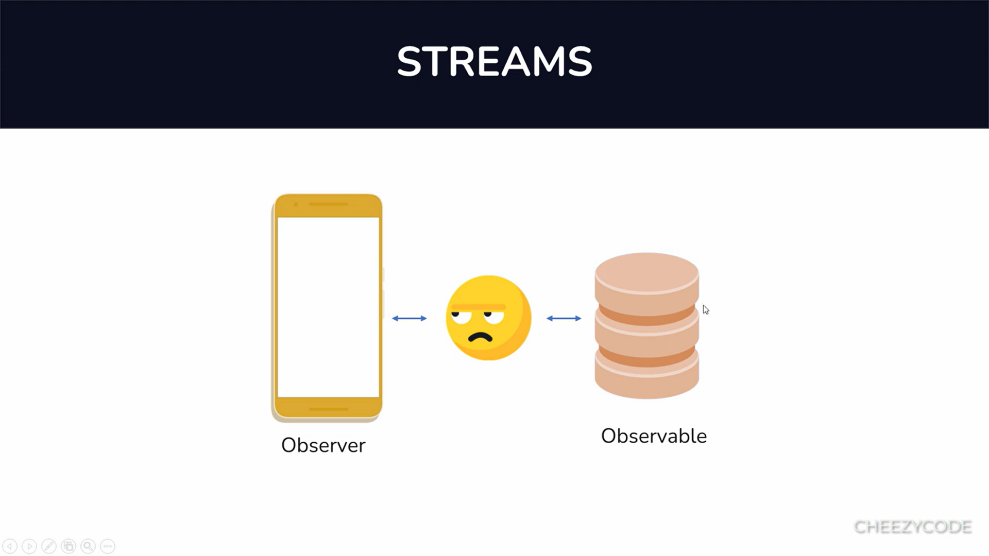 STREAMS
Observer
Observable
CHEEZYCODE